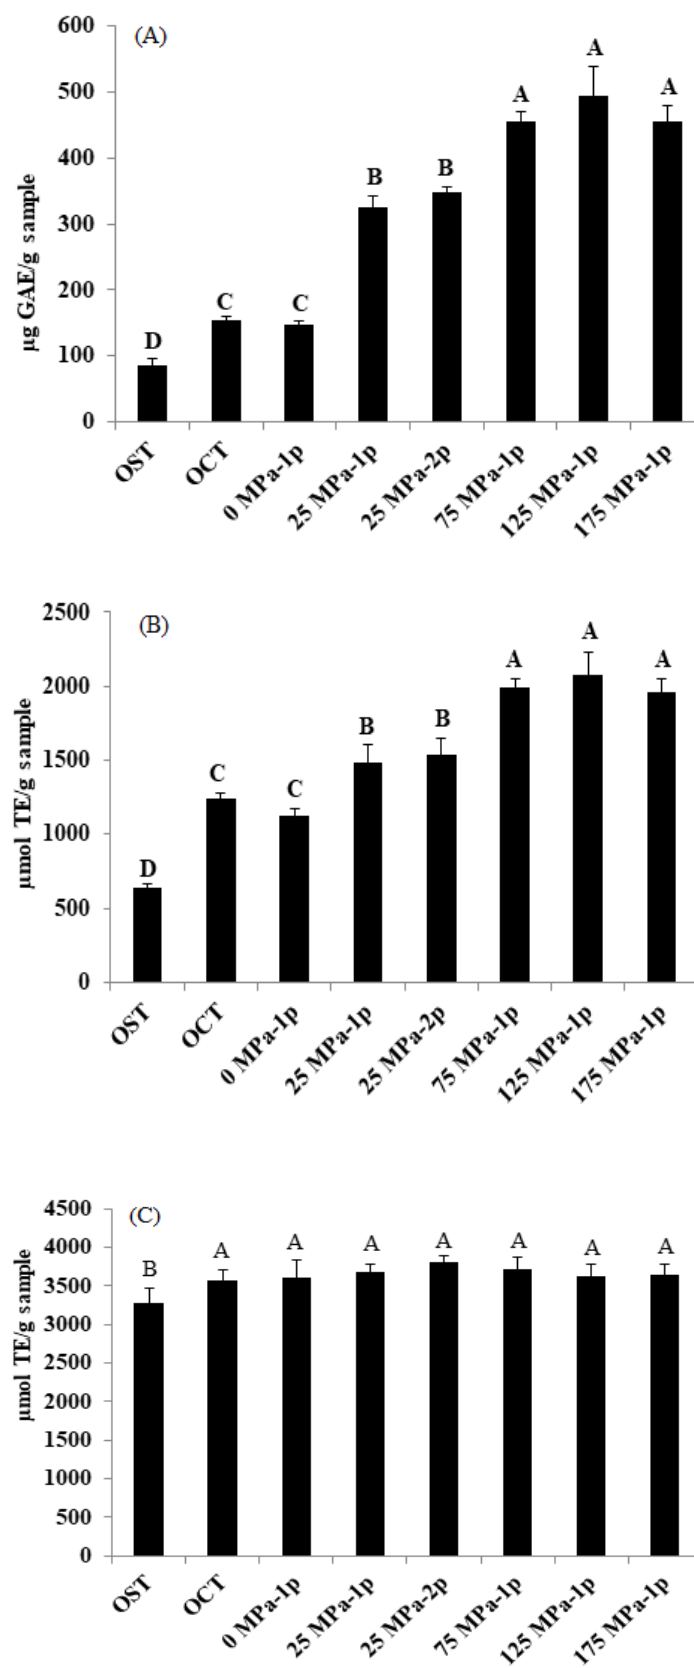 (A)
600
500
400
300
200
100
0
µg GAE/g sample
D
C
C
B
B
A
A
A
OST
OCT
0 MPa-1p
25 MPa-1p
25 MPa-2p
75 MPa-1p
125 MPa-1p
175 MPa-1p
(B)
2500
2000
1500
1000
500
0
µmol TE/g sample
D
C
C
B
B
A
A
A
OST
OCT
0 MPa-1p
25 MPa-1p
25 MPa-2p
75 MPa-1p
125 MPa-1p
175 MPa-1p
(C)
4500
4000
3500
3000
2500
2000
1500
1000
500
0
µmol TE/g sample
B
A
A
A
A
A
A
A
OST
OCT
0 MPa-1p
25 MPa-1p
25 MPa-2p
75 MPa-1p
125 MPa-1p
175 MPa-1p